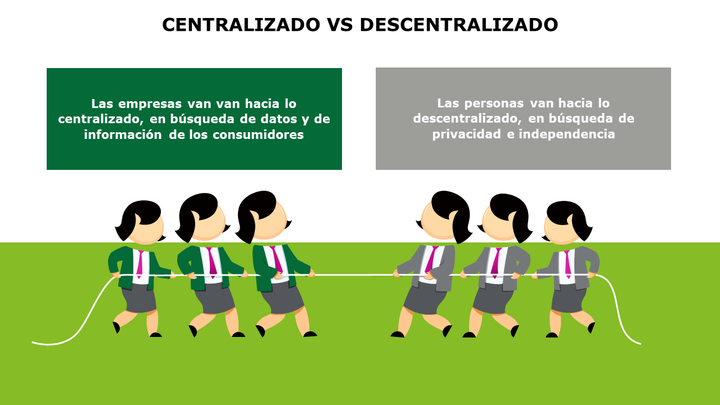 CENTRALIZADO VS DESCENTRALIZADO
Las empresas van van hacia lo
centralizado, en búsqueda de datos y de
información de los consumidores
Las personas van hacia lo
descentralizado, en búsqueda de
privacidad e independencia